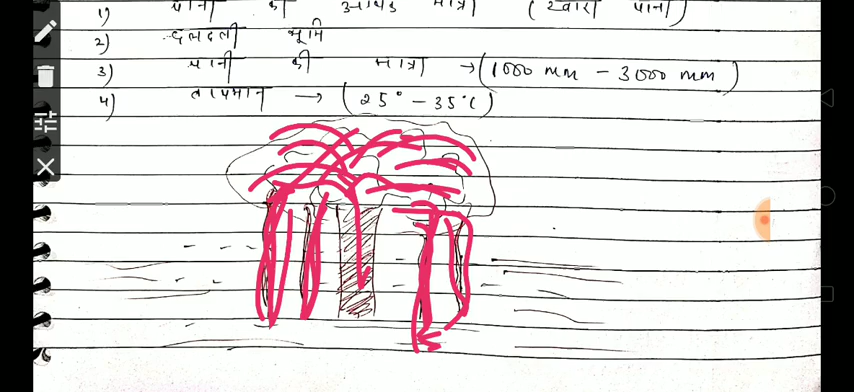 1) पानी की अधिक मात्रा (खारा पानी)
2) दलदली भूमि
3) पानी की मात्रा → (1000 mm - 3000 mm)
4) तापमान → (25° - 35°C)